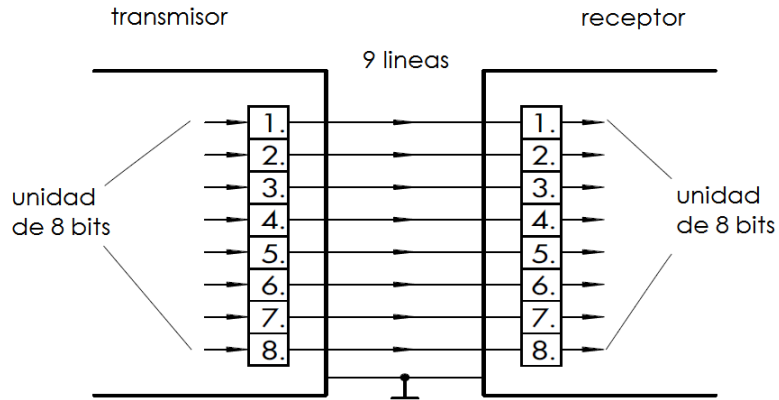 transmisor
receptor
9 lineas
1.
2.
3.
4.
5.
6.
7.
8.
unidad
de 8 bits
1.
2.
3.
4.
5.
6.
7.
8.
unidad
de 8 bits